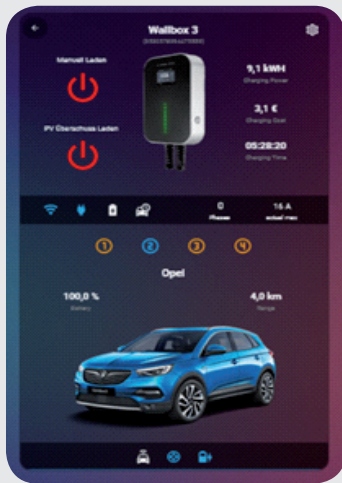 Wallbox 3
Manuell Laden
9,1 kWH
Charging Power
3,1 €
Charging Cost
PV Überschuss Laden
05:28:20
Charging Time
0
Phases
16 A
actual max
1
2
3
4
Opel
100,0 %
Battery
4,0 km
Range